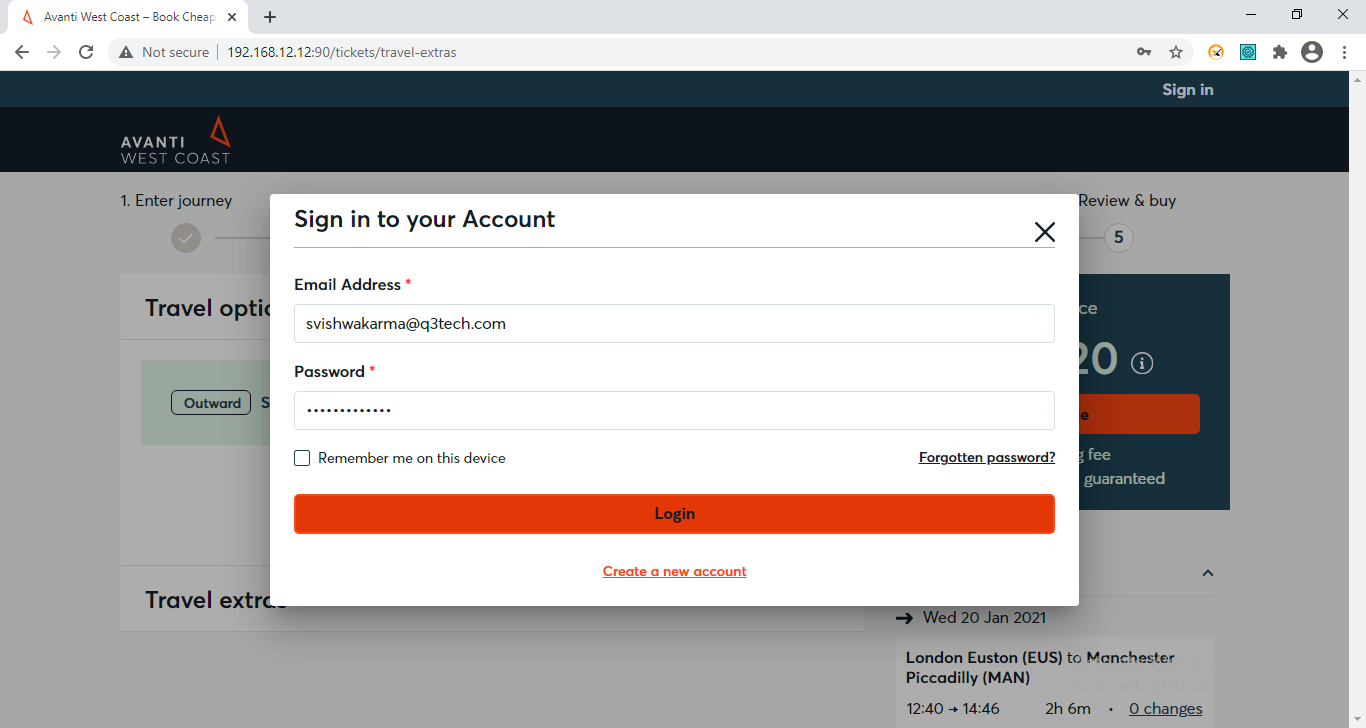 Avanti West Coast – Book Cheap
Not secure
192.168.12.12:90/tickets/travel-extras
Sign in
AVANTI
WEST COAST
1. Enter journey
Review & buy
5
Sign in to your Account
Email Address *
svishwakarma@q3tech.com
Password *
•••••••••••••
Remember me on this device
Forgotten password?
Login
Create a new account
Travel
Outward
20
fee
guaranteed
Travel extras
Wed 20 Jan 2021
London Euston (EUS) to Manchester
Piccadilly (MAN)
12:40 → 14:46
2h 6m • 0 changes